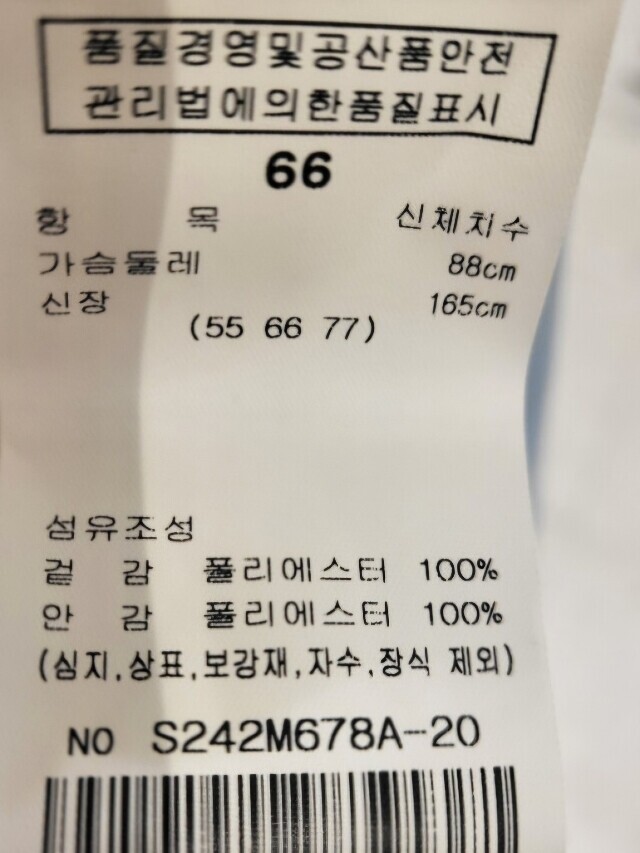 품질경영및공산품안전
관리법에의한품질표시
66
항 목 신체치수
가슴둘레 88cm
신장 165cm
(55 66 77)
섬유조성
겉 감 폴리에스터 100%
안 감 폴리에스터 100%
(심지,상표,보강재,자수,장식 제외)
NO S242M678A-20